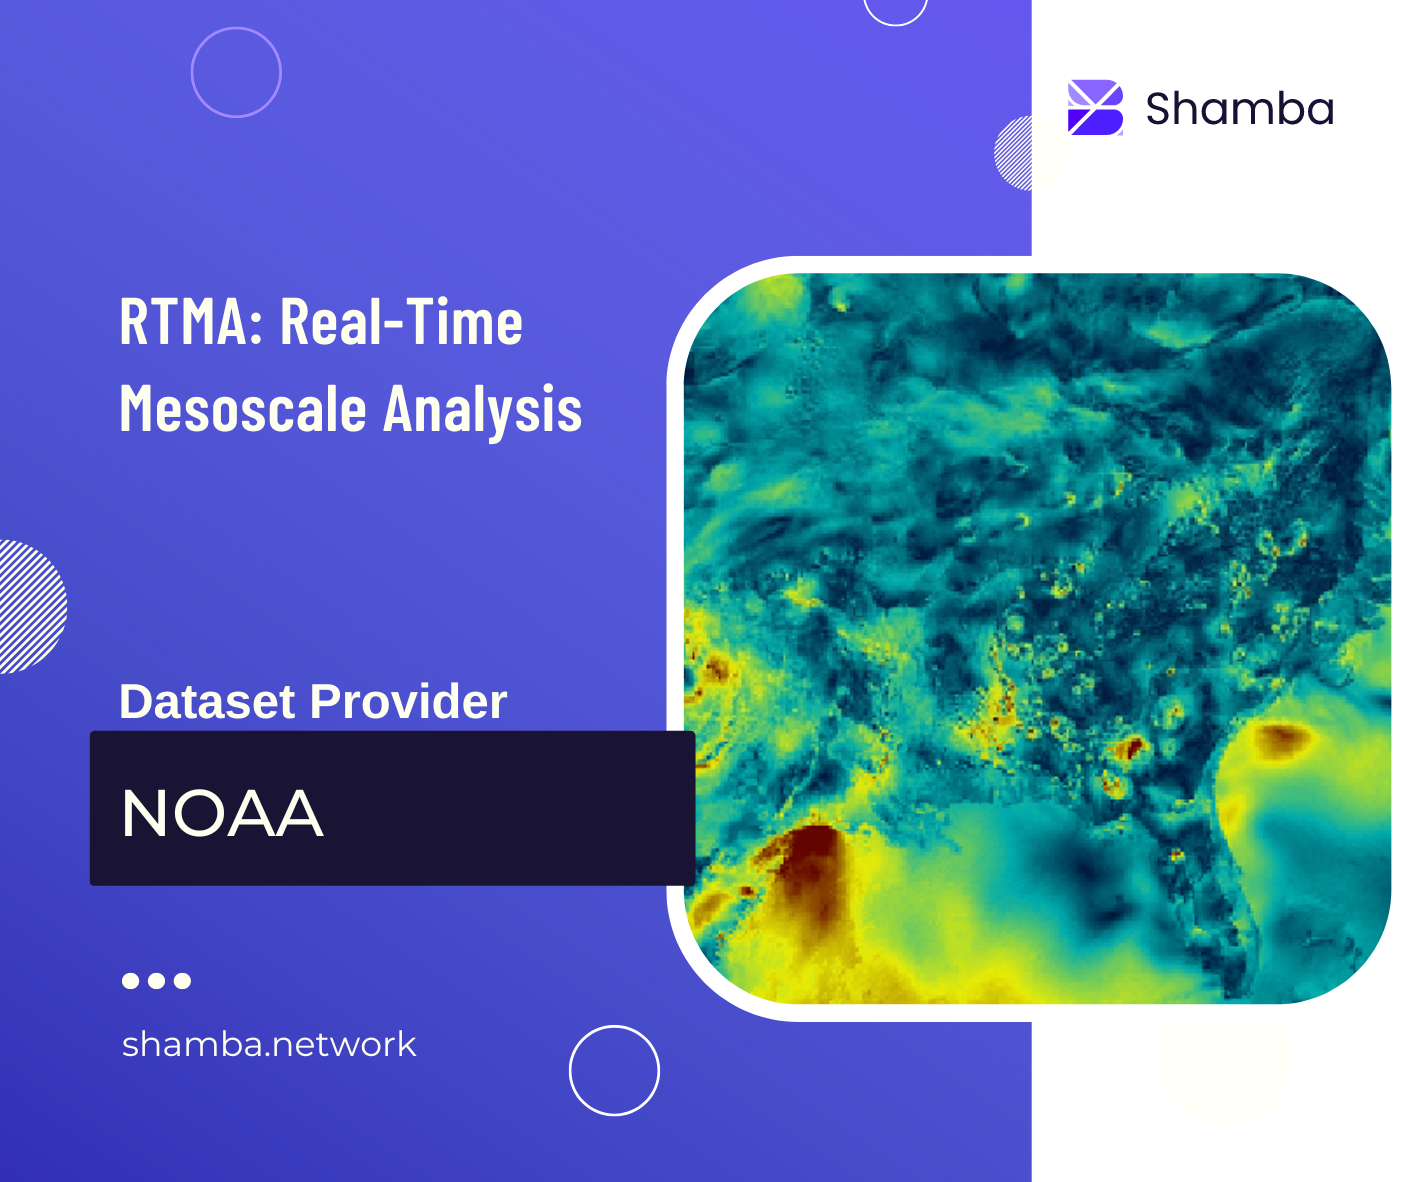 Shamba
RTMA: Real-Time
Mesoscale Analysis
Dataset Provider
NOAA
shamba.network